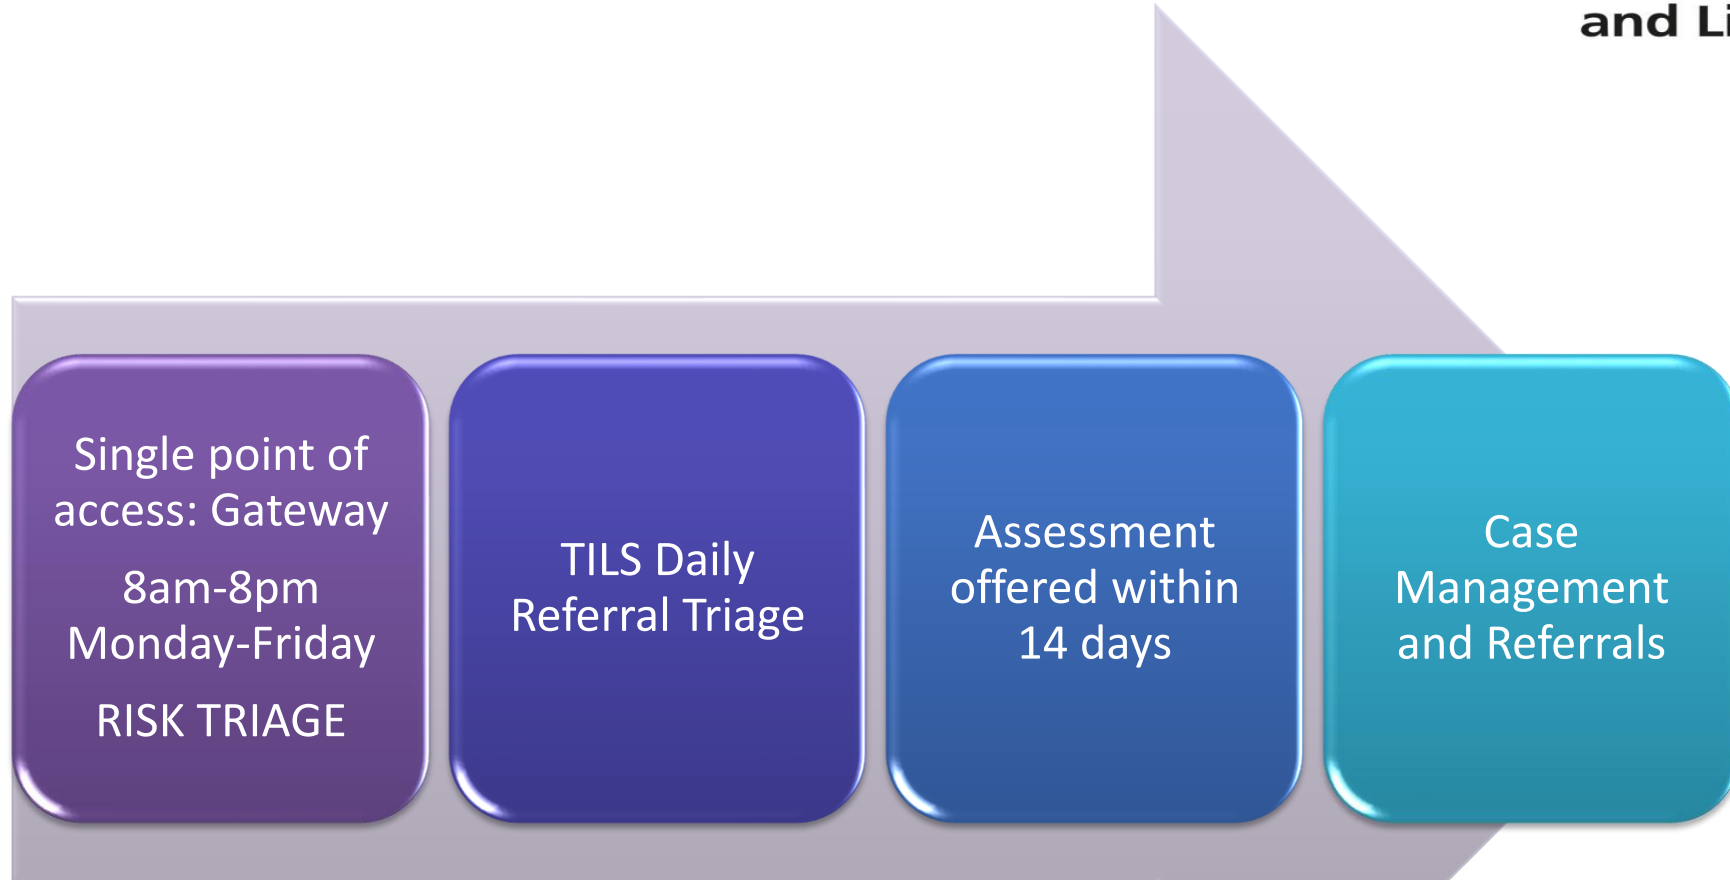 and Li
Single point of
access: Gateway
8am-8pm
Monday-Friday
RISK TRIAGE
TILS Daily
Referral Triage
Assessment
offered within
14 days
Case
Management
and Referrals